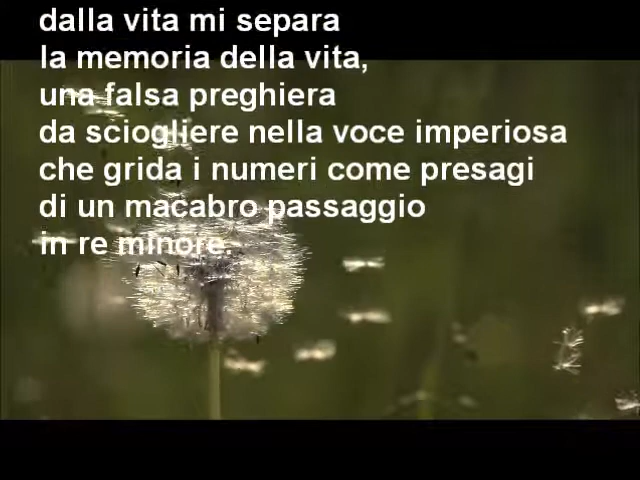 dalla vita mi separa
la memoria della vita,
una falsa preghiera
da sciogliere nella voce imperiosa
che grida i numeri come presagi
di un macabro passaggio
in re minore.